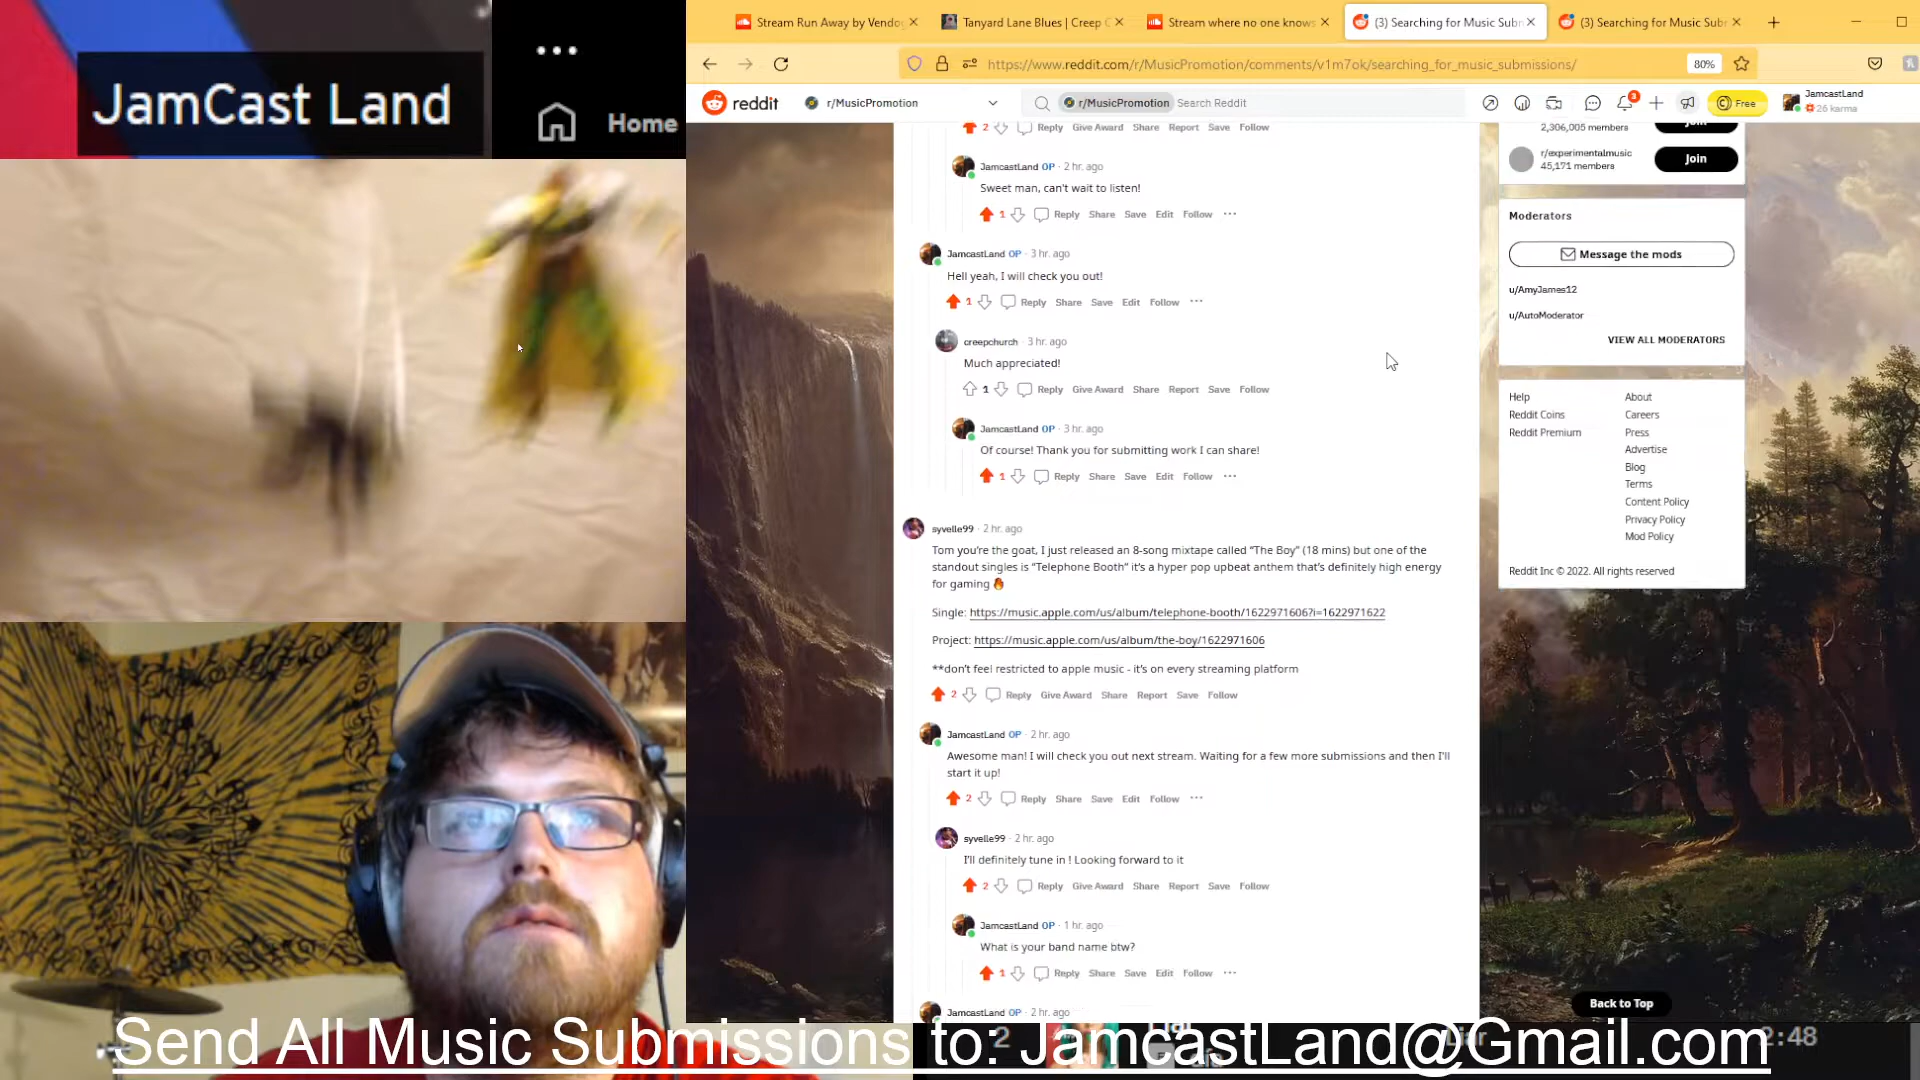 JamCast Land
Home
Stream Run Away by Vendo
Tanyard Lane Blues | Creep C
Stream where no one knows
(3) Searching for Music Subn
(3) Searching for Music Subr
https://www.reddit.com/r/MusicPromotion/comments/v1m7ok/searching_for_music_submissions/
80%
reddit
r/MusicPromotion
r/MusicPromotion
Search Reddit
3
Free
JamcastLand
26 karma
2 Reply Give Award Share Report Save Follow
JamcastLand OP · 2 hr. ago
Sweet man, can't wait to listen!
1 Reply Share Save Edit Follow ...
JamcastLand OP · 3 hr. ago
Hell yeah, I will check you out!
1 Reply Share Save Edit Follow ...
creepchurch · 3 hr. ago
Much appreciated!
1 Reply Give Award Share Report Save Follow
JamcastLand OP · 3 hr. ago
Of course! Thank you for submitting work I can share!
1 Reply Share Save Edit Follow ...
syvelle99 · 2 hr. ago
Tom you're the goat, I just released an 8-song mixtape called "The Boy" (18 mins) but one of the
standout singles is "Telephone Booth" it's a hyper pop upbeat anthem that's definitely high energy
for gaming 🔥
Single: https://music.apple.com/us/album/telephone-booth/1622971606?i=1622971622
Project: https://music.apple.com/us/album/the-boy/1622971606
**don't feel restricted to apple music - it's on every streaming platform
2 Reply Give Award Share Report Save Follow
JamcastLand OP · 2 hr. ago
Awesome man! I will check you out next stream. Waiting for a few more submissions and then I'll
start it up!
2 Reply Share Save Edit Follow ...
syvelle99 · 2 hr. ago
I'll definitely tune in ! Looking forward to it
2 Reply Give Award Share Report Save Follow
JamcastLand OP · 1 hr. ago
What is your band name btw?
1 Reply Share Save Edit Follow ...
JamcastLand OP · 2 hr. ago
2,306,005 members
Join
r/experimentalmusic
45,171 members
Join
Moderators
Message the mods
u/AmyJames12
u/AutoModerator
VIEW ALL MODERATORS
Help
Reddit Coins
Reddit Premium
About
Careers
Press
Advertise
Blog
Terms
Content Policy
Privacy Policy
Mod Policy
Reddit Inc © 2022. All rights reserved
Back to Top
Send All Music Submissions to: JamcastLand@Gmail.com
2
2:48